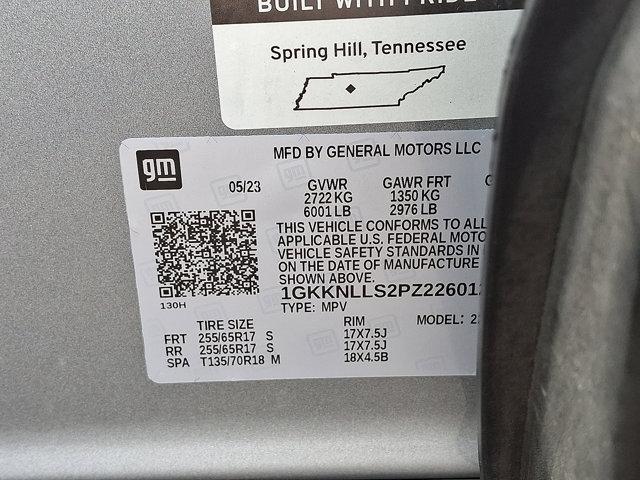 BUILT WITH PRIDE
Spring Hill, Tennessee
gm
MFD BY GENERAL MOTORS LLC
05/23 GVWR GAWR FRT
2722 KG 1350 KG
6001 LB 2976 LB
THIS VEHICLE CONFORMS TO ALL
APPLICABLE U.S. FEDERAL MOTO
VEHICLE SAFETY STANDARDS IN
ON THE DATE OF MANUFACTURE
SHOWN ABOVE.
130H
1GKKNLLS2PZ22601
TYPE: MPV MODEL: 2
TIRE SIZE RIM
FRT 255/65R17 S 17X7.5J
RR 255/65R17 S 17X7.5J
SPA T135/70R18 M 18X4.5B